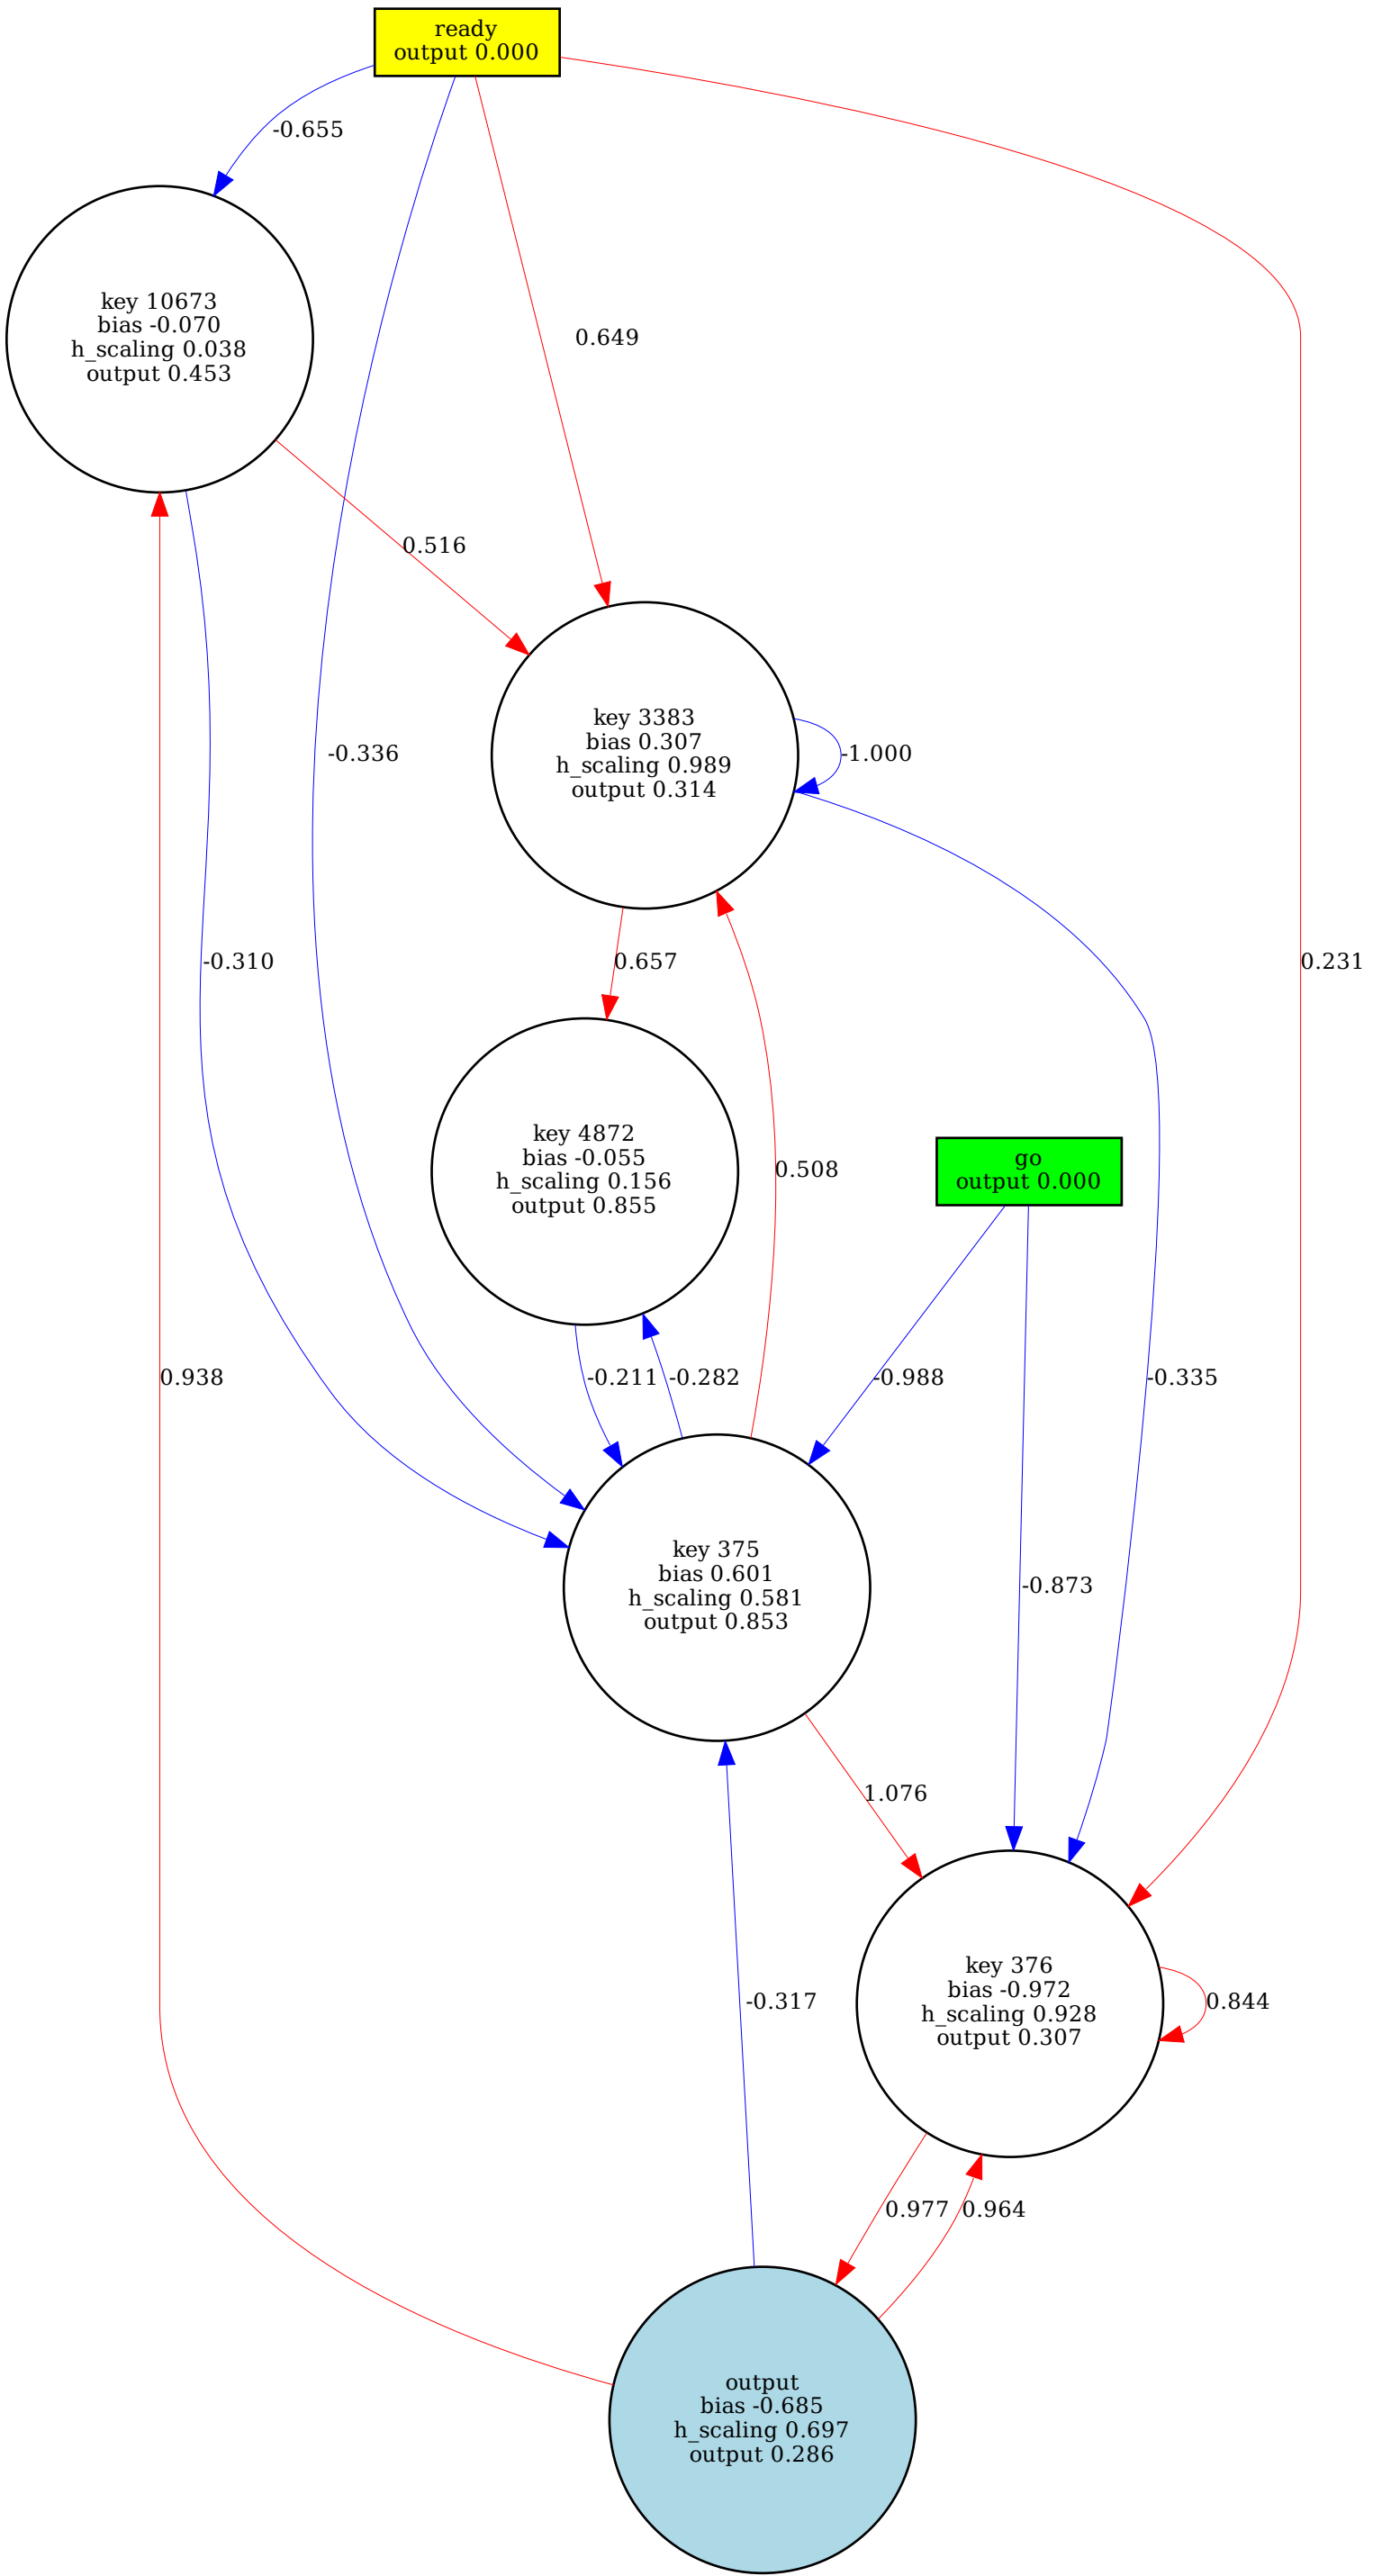 ready
output 0.000
-0.655
key 10673
bias -0.070
h_scaling 0.038
output 0.453
0.649
0.516
key 3383
bias 0.307
h_scaling 0.989
output 0.314
-1.000
-0.336
-0.310
0.657
0.231
key 4872
bias -0.055
h_scaling 0.156
output 0.855
0.508
go
output 0.000
0.938
-0.211
-0.282
-0.988
-0.335
key 375
bias 0.601
h_scaling 0.581
output 0.853
-0.873
1.076
key 376
bias -0.972
h_scaling 0.928
output 0.307
-0.317
0.844
0.977
0.964
output
bias -0.685
h_scaling 0.697
output 0.286